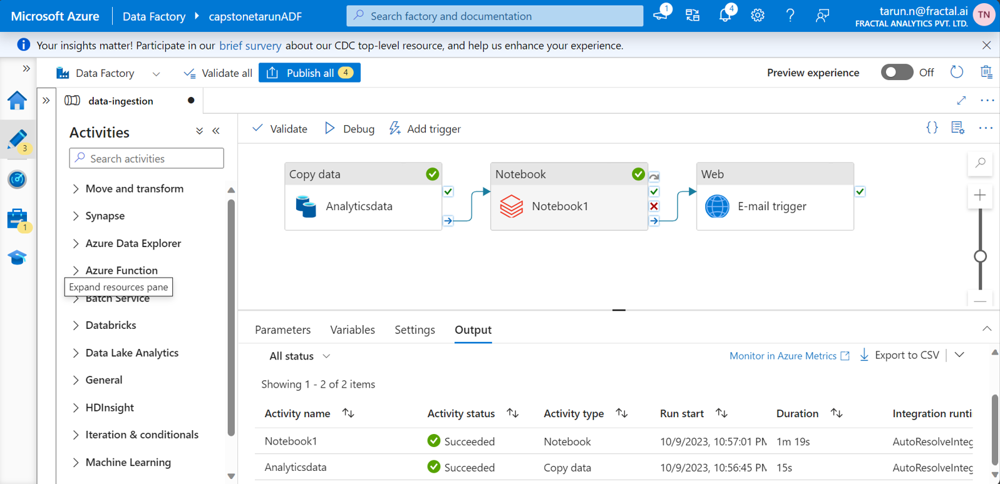 Microsoft Azure
Data Factory
capstonetarunADF
Search factory and documentation
1
4
tarun.n@fractal.ai
FRACTAL ANALYTICS PVT. LTD.
TN
Your insights matter! Participate in our brief survey about our CDC top-level resource, and help us enhance your experience.
Data Factory
Validate all
Publish all
4
Preview experience
Off
data-ingestion
Activities
Validate
Debug
Add trigger
3
Search activities
Move and transform
Synapse
Azure Data Explorer
Azure Function
Expand resources pane
Batch Service
Databricks
Data Lake Analytics
General
HDInsight
Iteration & conditionals
Machine Learning
1
Copy data
Analyticsdata
Notebook
Notebook1
Web
E-mail trigger
Parameters
Variables
Settings
Output
All status
Monitor in Azure Metrics
Export to CSV
Showing 1 - 2 of 2 items
Activity name
Activity status
Activity type
Run start
Duration
Integration runti
Notebook1
Succeeded
Notebook
10/9/2023, 10:57:01 PM
1m 19s
AutoResolveInteg
Analyticsdata
Succeeded
Copy data
10/9/2023, 10:56:45 PM
15s
AutoResolveInteg